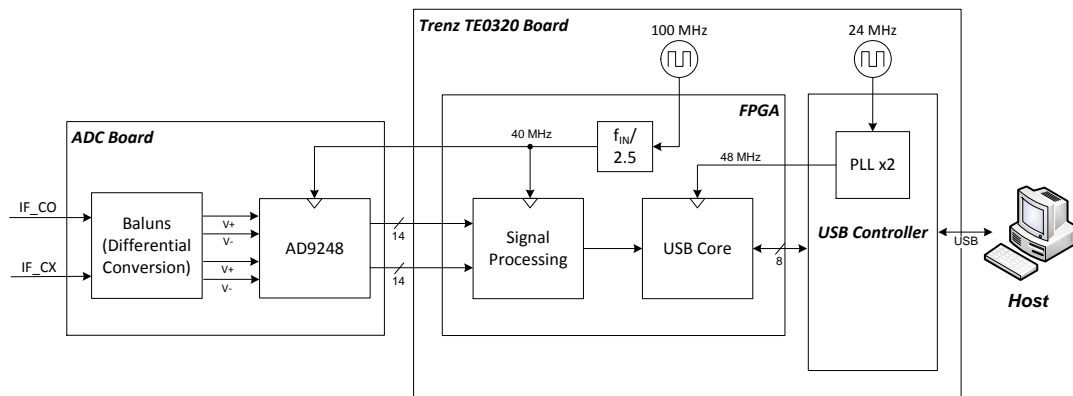 Trenz TE0320 Board
100 MHz
24 MHz
FPGA
ADC Board
40 MHz
fIN/
2.5
48 MHz
PLL x2
IF_CO
IF_CX
Baluns
(Differential
Conversion)
V+
V-
V+
V-
AD9248
14
14
Signal
Processing
USB Core
8
USB Controller
USB
Host